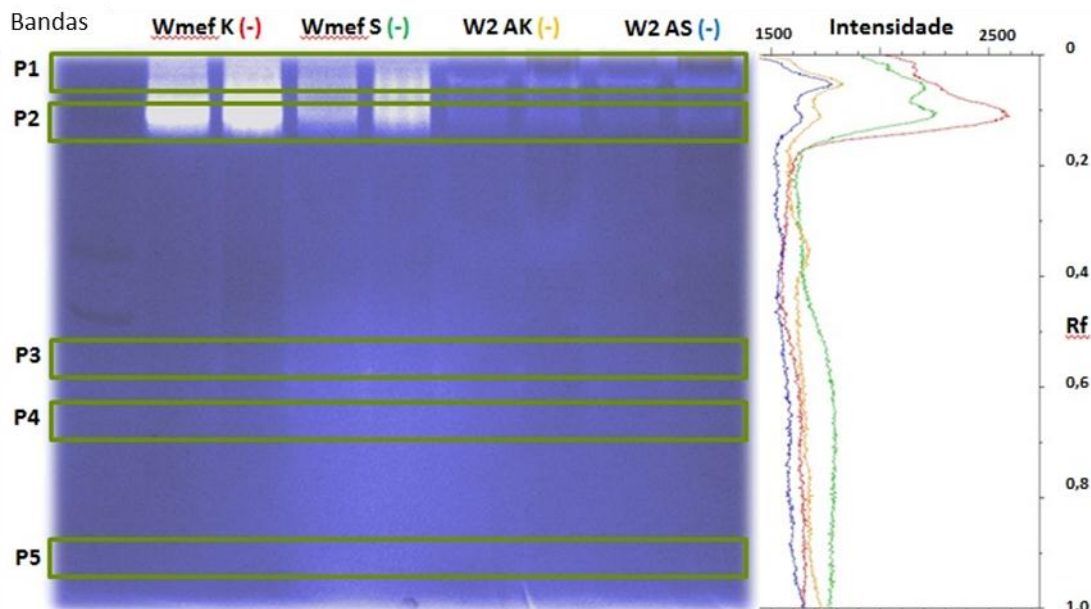 Bandas
Wmef K (-) Wmef S (-) W2 AK (-) W2 AS (-)
1500 Intensidade 2500
0
P1
P2
0,2
0,4
Rf
P3
0,6
P4
0,8
P5
1,0